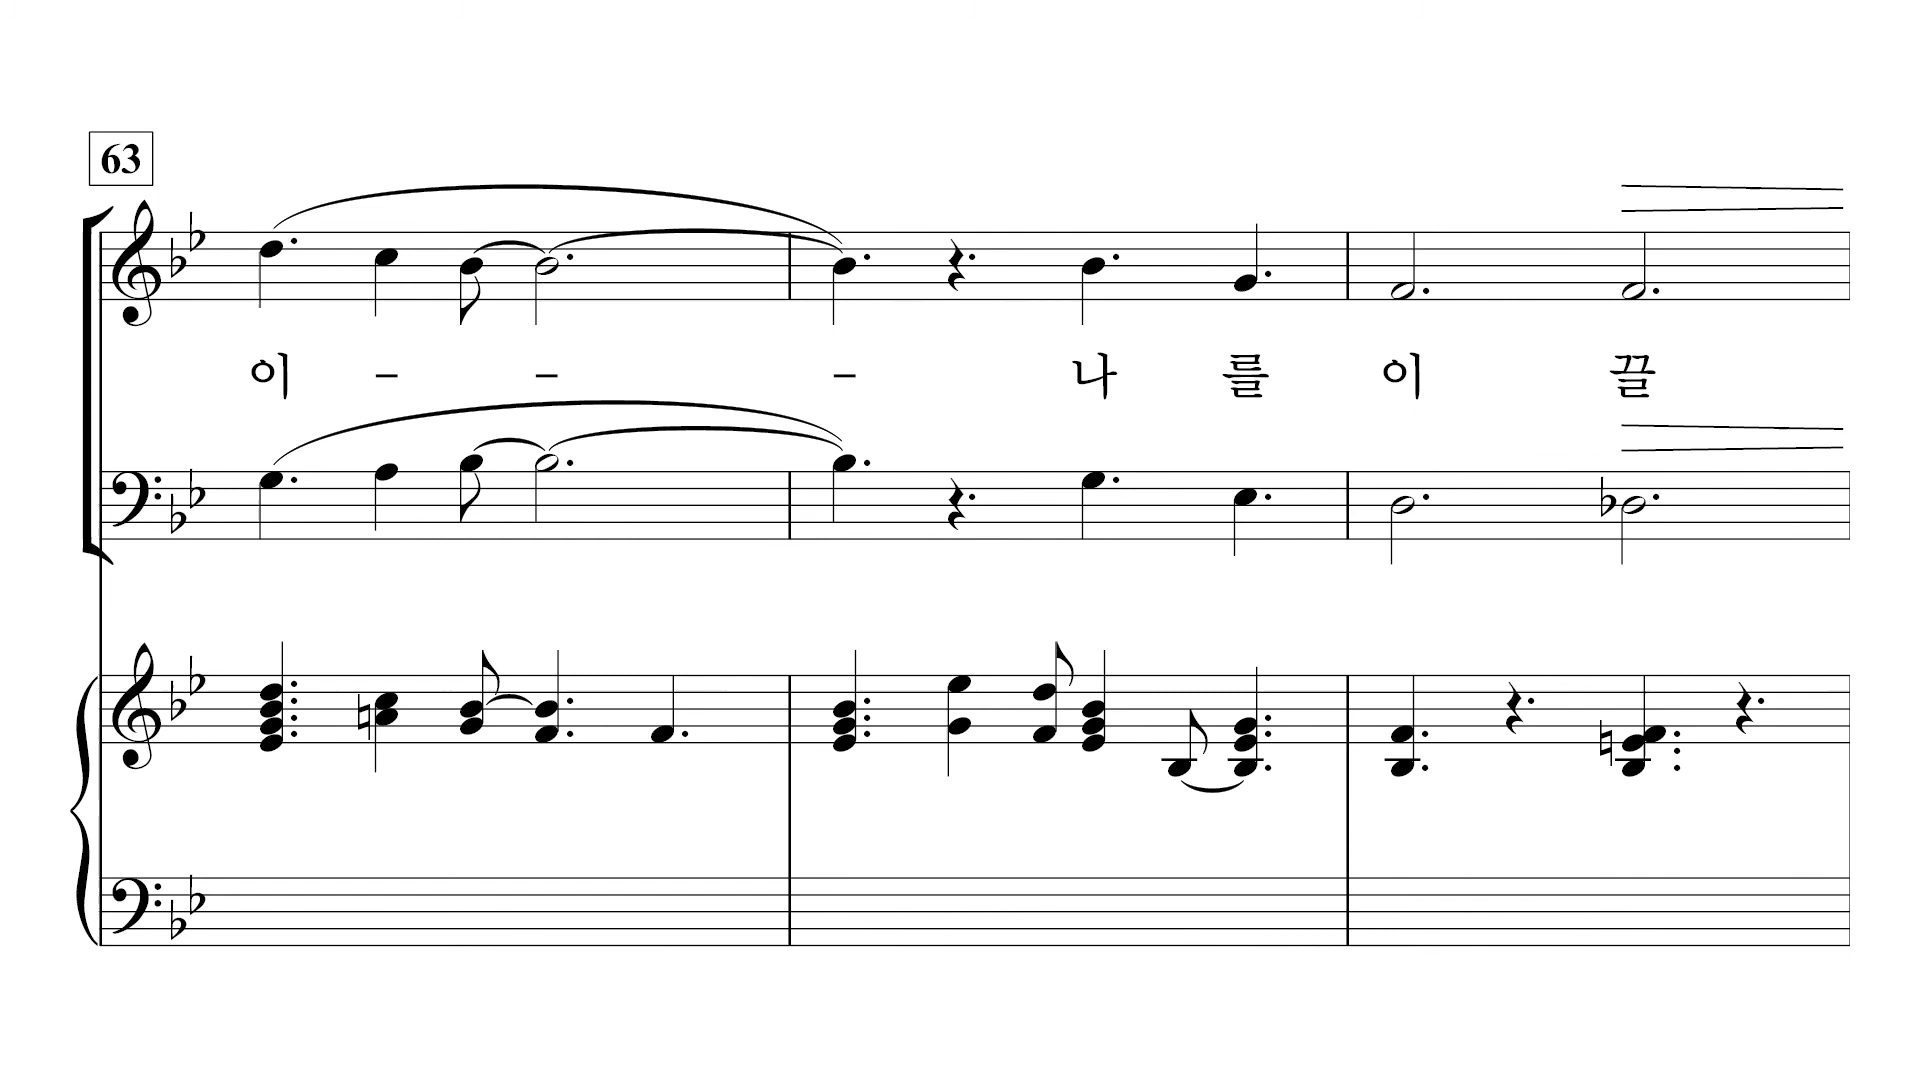 63
이 - - - 나 를 이 끌